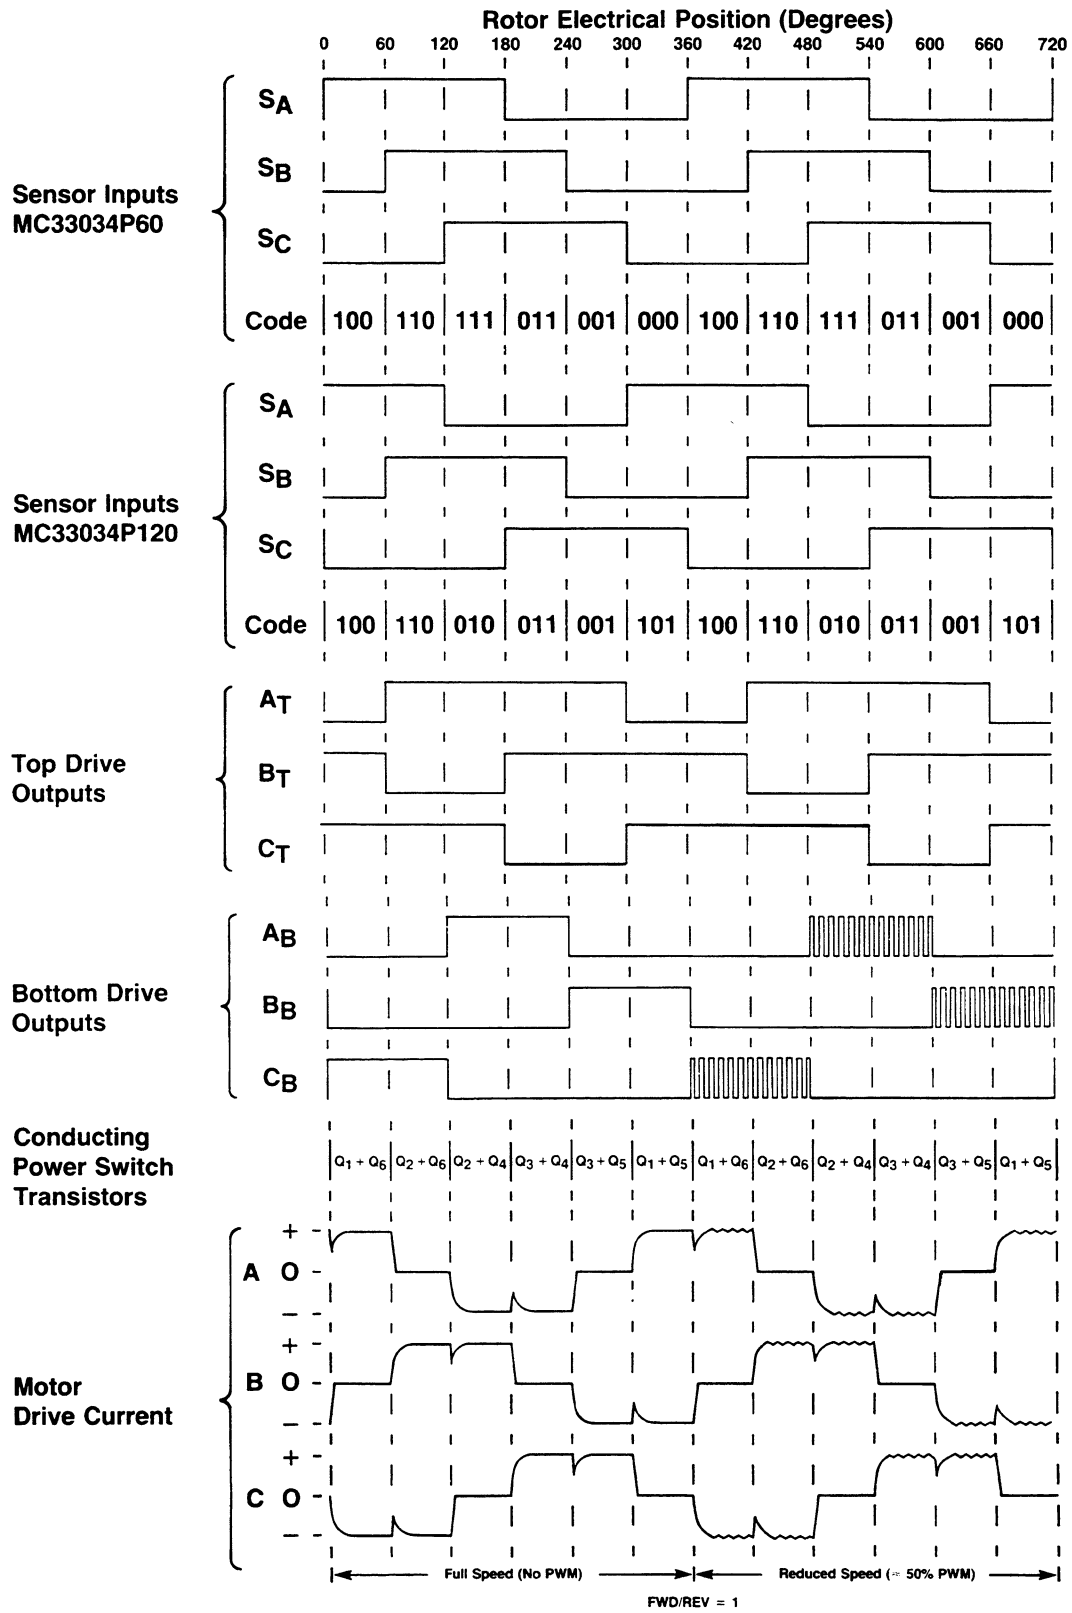 Rotor Electrical Position (Degrees)
0 60 120 180 240 300 360 420 480 540 600 660 720
Sensor Inputs
MC33034P60
SA
SB
SC
Code 100 110 111 011 001 000 100 110 111 011 001 000
Sensor Inputs
MC33034P120
SA
SB
SC
Code 100 110 010 011 001 101 100 110 010 011 001 101
Top Drive
Outputs
AT
BT
CT
Bottom Drive
Outputs
AB
BB
CB
Conducting
Power Switch
Transistors
Q1 + Q6 Q2 + Q6 Q2 + Q4 Q3 + Q4 Q3 + Q5 Q1 + Q5 Q1 + Q6 Q2 + Q6 Q2 + Q4 Q3 + Q4 Q3 + Q5 Q1 + Q5
Motor
Drive Current
+
A O
−
+
B O
−
+
C O
−
Full Speed (No PWM)
Reduced Speed (≈ 50% PWM)
FWD/REV = 1